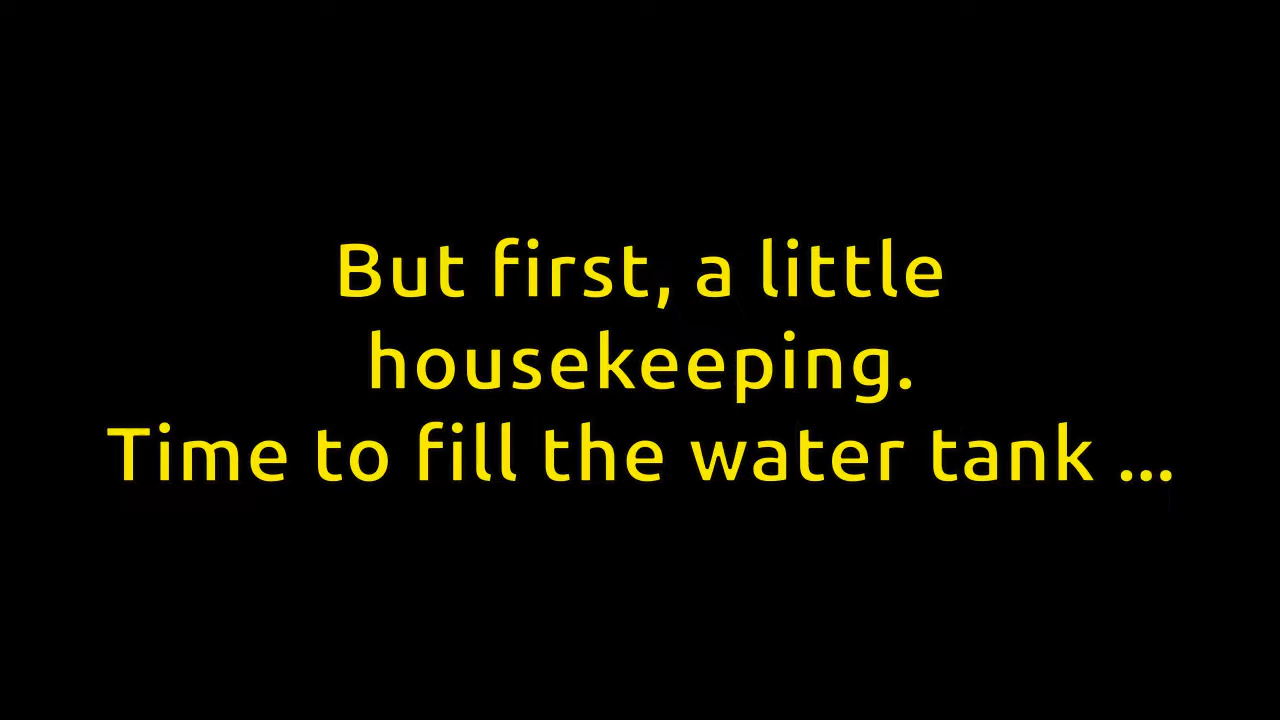 But first, a little
housekeeping.
Time to fill the water tank ...